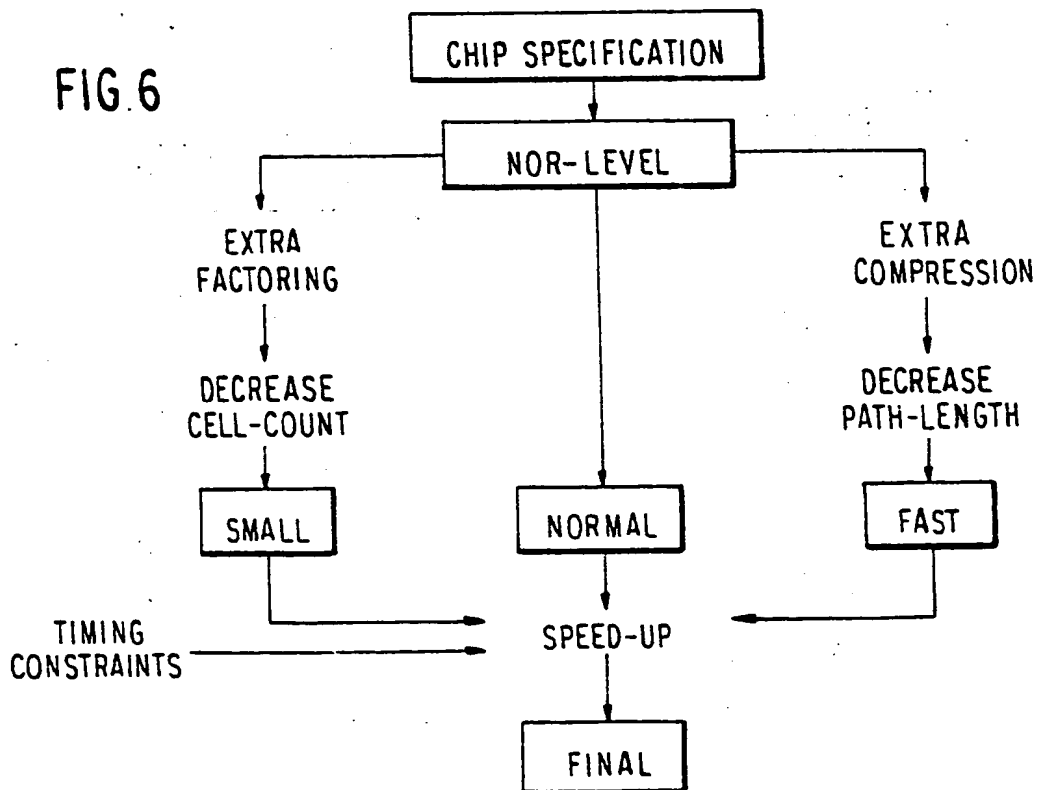 FIG. 6
CHIP SPECIFICATION
NOR-LEVEL
EXTRA
FACTORING
EXTRA
COMPRESSION
DECREASE
CELL-COUNT
DECREASE
PATH-LENGTH
SMALL
NORMAL
FAST
TIMING
CONSTRAINTS
SPEED-UP
FINAL